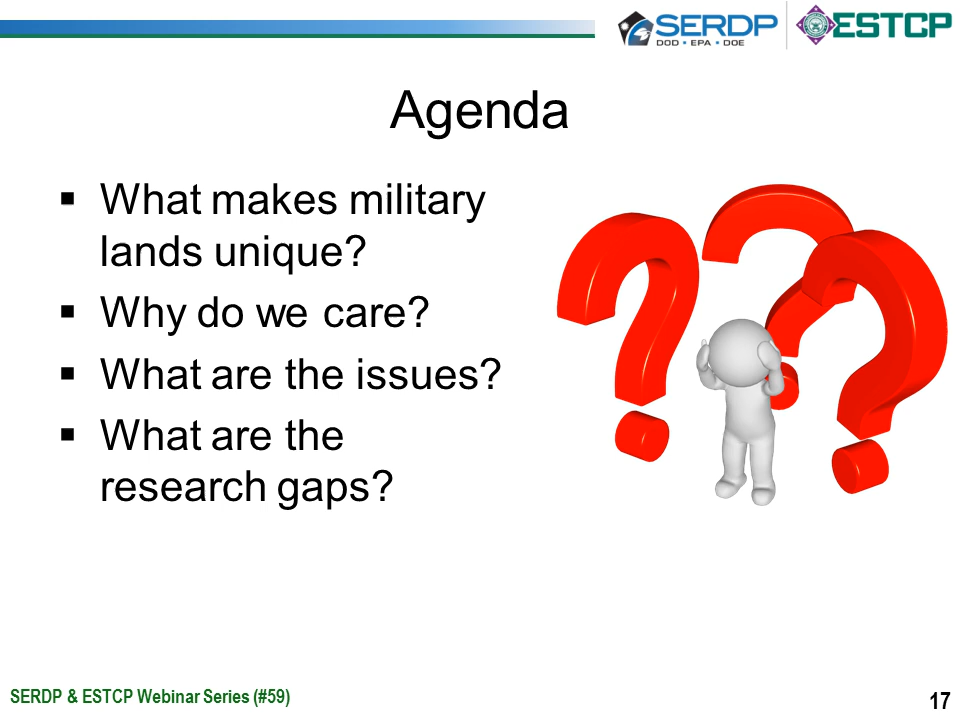 SERDP
DOD • EPA • DOE
ESTCP
Agenda
▪ What makes military
lands unique?
▪ Why do we care?
▪ What are the issues?
▪ What are the
research gaps?
SERDP & ESTCP Webinar Series (#59)
17